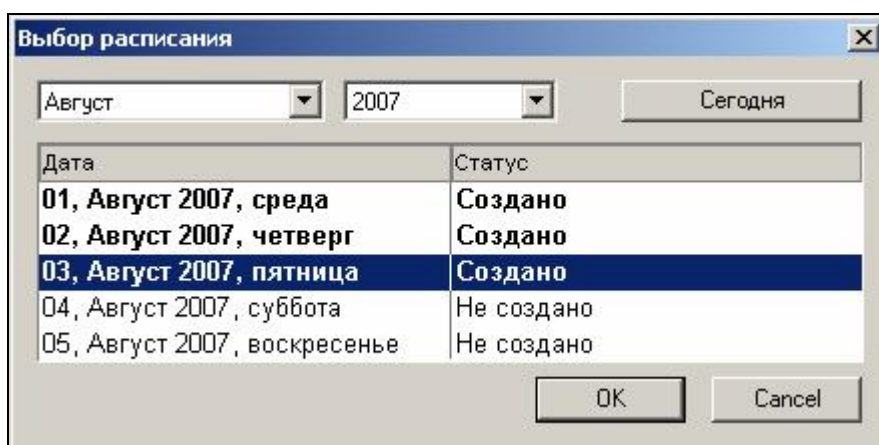 Выбор расписания
Август 2007 Сегодня
Дата Статус
01, Август 2007, среда Создано
02, Август 2007, четверг Создано
03, Август 2007, пятница Создано
04, Август 2007, суббота Не создано
05, Август 2007, воскресенье Не создано
OK Cancel